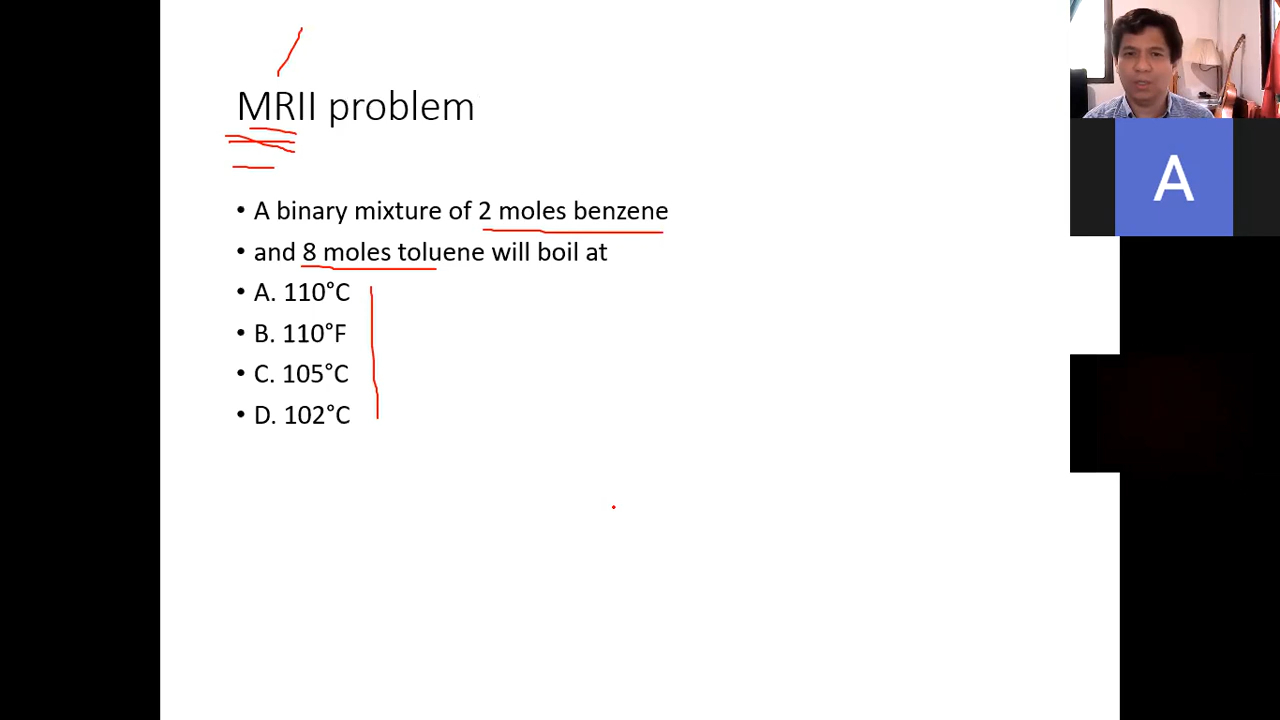 MRII problem
• A binary mixture of 2 moles benzene
• and 8 moles toluene will boil at
• A. 110°C
• B. 110°F
• C. 105°C
• D. 102°C
A